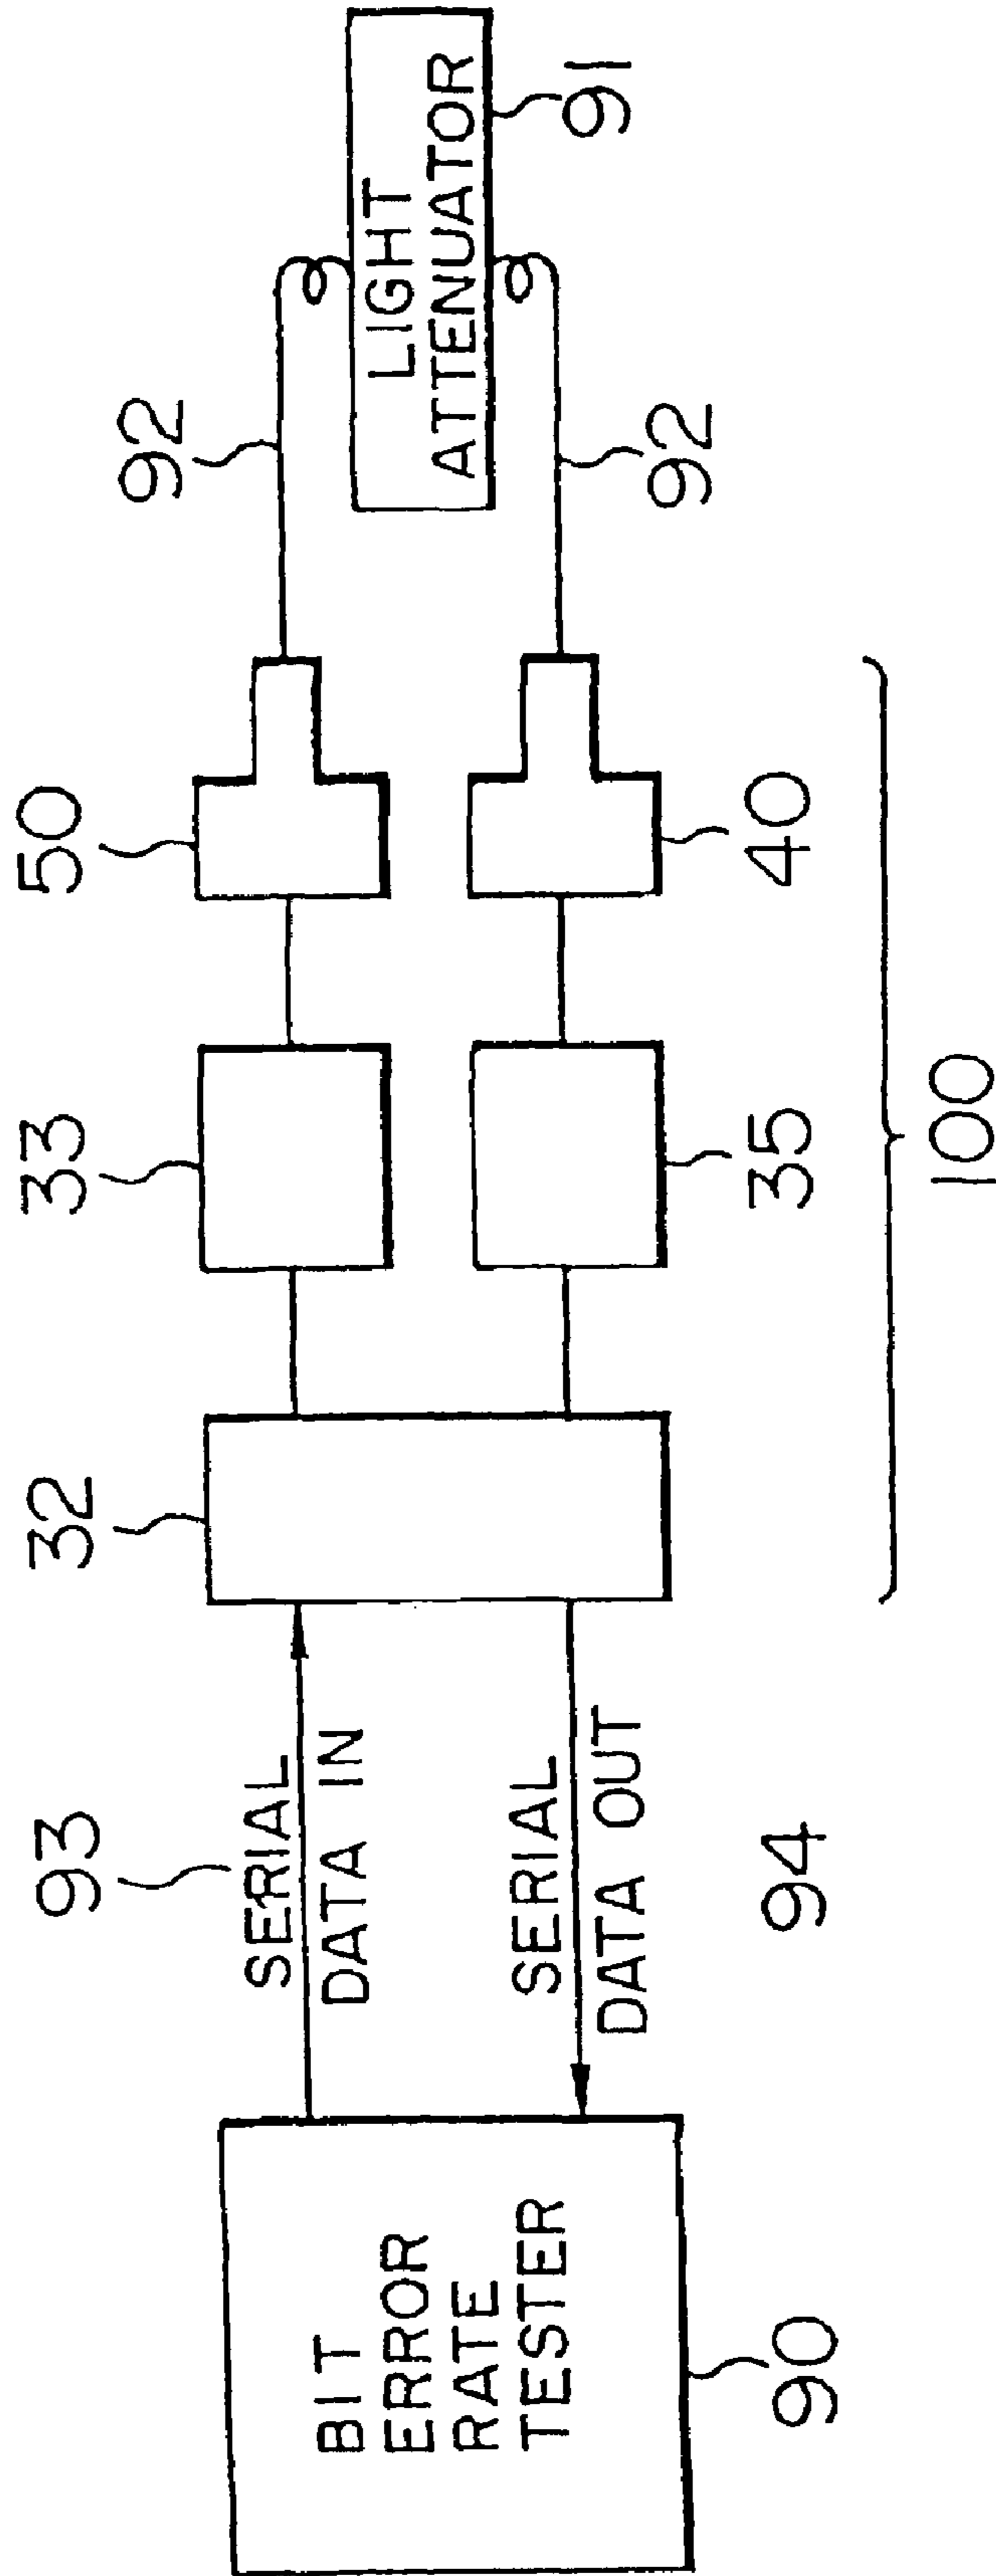 BIT
ERROR
RATE
TESTER
90
93
SERIAL
DATA IN
SERIAL
DATA OUT
94
32
33
35
50
40
100
92
92
LIGHT
ATTENUATOR
91